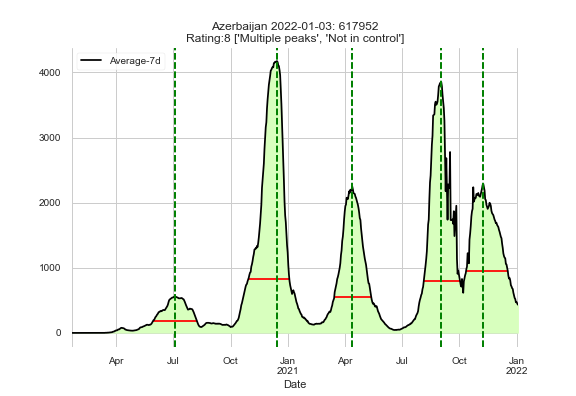 Azerbaijan 2022-01-03: 617952
Rating:8 ['Multiple peaks', 'Not in control']
Average-7d
4000
3000
2000
1000
0
Apr Jul Oct Jan Apr Jul Oct Jan
2021 2022
Date